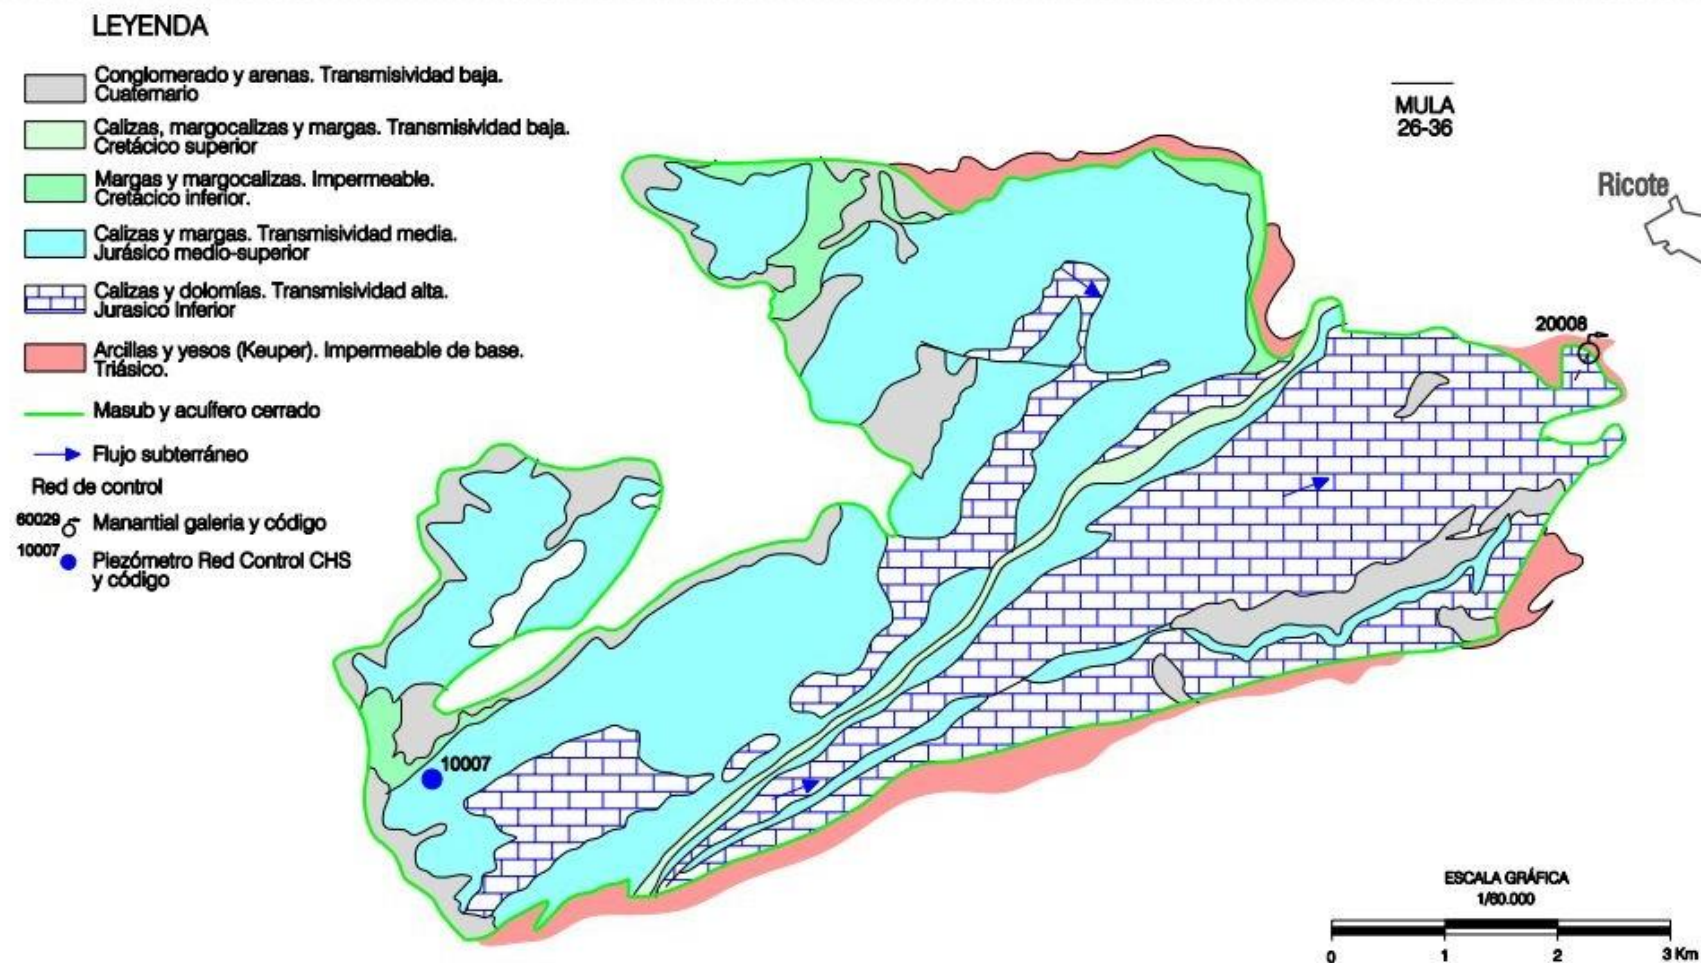 LEYENDA
Conglomerado y arenas. Transmisividad baja.
Cuaternario
Calizas, margocalizas y margas. Transmisividad baja.
Cretácico superior
Margas y margocalizas. Impermeable.
Cretácico inferior.
Calizas y margas. Transmisividad media.
Jurásico medio-superior
Calizas y dolomías. Transmisividad alta.
Jurasico Inferior
Arcillas y yesos (Keuper). Impermeable de base.
Triásico.
Masub y acuífero cerrado
Flujo subterráneo
Red de control
60029
Manantial galeria y código
10007
Piezómetro Red Control CHS
y código
MULA
26-36
Ricote
20008
10007
ESCALA GRÁFICA
1/60.000
0 1 2 3 Km